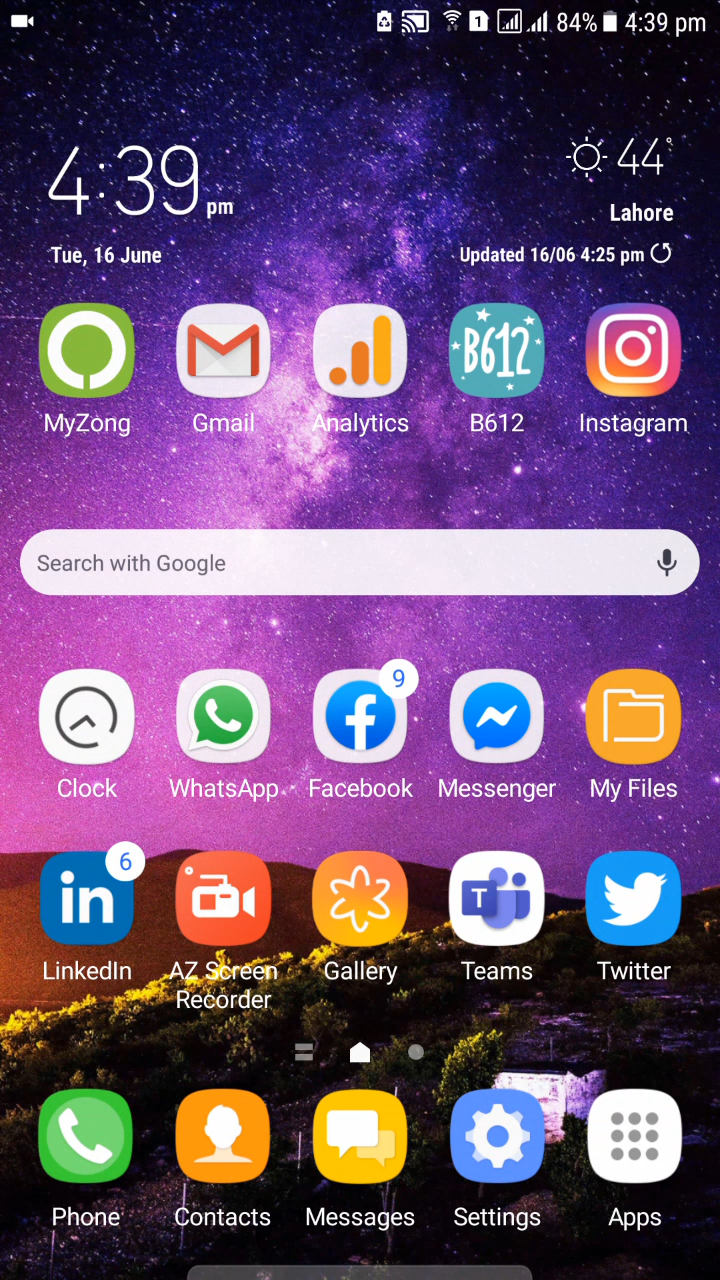 1 84% 4:39 pm
4:39 pm
44°
Lahore
Tue, 16 June
Updated 16/06 4:25 pm
B612
MyZong Gmail Analytics B612 Instagram
Search with Google
9
Clock WhatsApp Facebook Messenger My Files
6
in T
LinkedIn AZ Screen Recorder Gallery Teams Twitter
Phone Contacts Messages Settings Apps